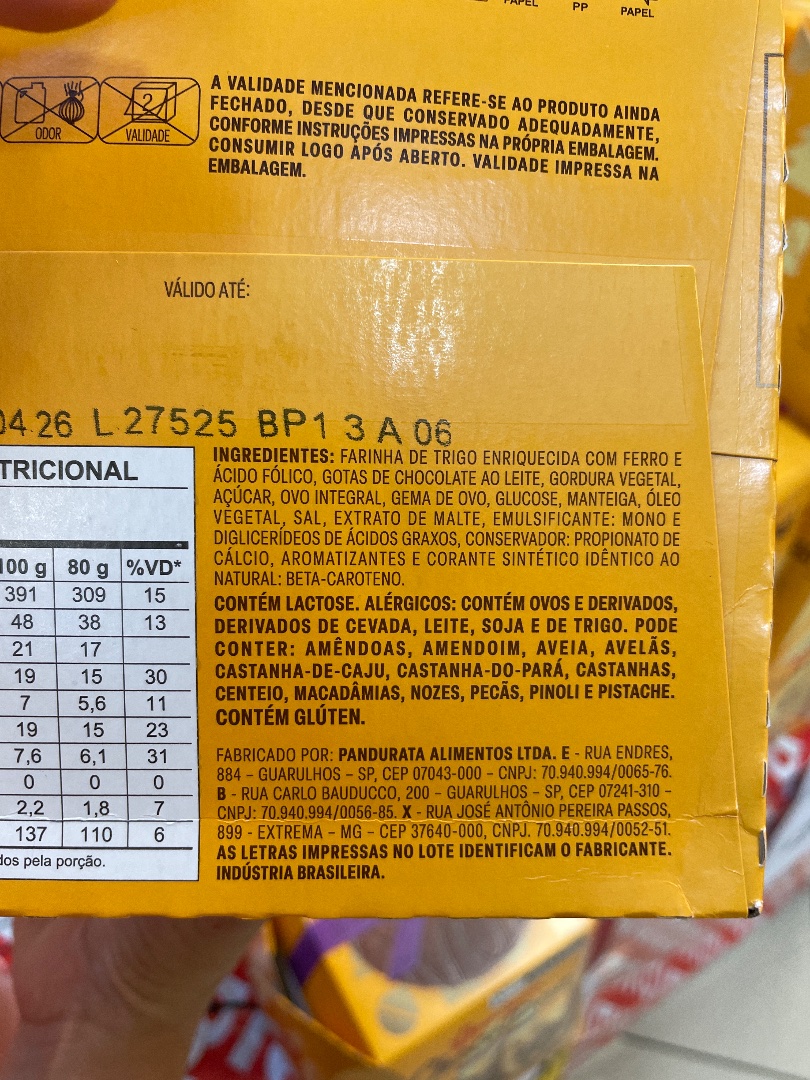 PAPEL PP PAPEL
ODOR
2
VALIDADE
A VALIDADE MENCIONADA REFERE-SE AO PRODUTO AINDA
FECHADO, DESDE QUE CONSERVADO ADEQUADAMENTE,
CONFORME INSTRUÇÕES IMPRESSAS NA PRÓPRIA EMBALAGEM.
CONSUMIR LOGO APÓS ABERTO. VALIDADE IMPRESSA NA
EMBALAGEM.
VÁLIDO ATÉ:
04 26 L 27525 BP1 3 A 06
TRICIONAL
100 g 80 g %VD*
391 309 15
48 38 13
21 17
19 15 30
7 5,6 11
19 15 23
7,6 6,1 31
0 0 0
2,2 1,8 7
137 110 6
dos pela porção.
INGREDIENTES: FARINHA DE TRIGO ENRIQUECIDA COM FERRO E
ÁCIDO FÓLICO, GOTAS DE CHOCOLATE AO LEITE, GORDURA VEGETAL,
AÇÚCAR, OVO INTEGRAL, GEMA DE OVO, GLUCOSE, MANTEIGA, ÓLEO
VEGETAL, SAL, EXTRATO DE MALTE, EMULSIFICANTE: MONO E
DIGLICERÍDEOS DE ÁCIDOS GRAXOS, CONSERVADOR: PROPIONATO DE
CÁLCIO, AROMATIZANTES E CORANTE SINTÉTICO IDÊNTICO AO
NATURAL: BETA-CAROTENO.
CONTÉM LACTOSE. ALÉRGICOS: CONTÉM OVOS E DERIVADOS,
DERIVADOS DE CEVADA, LEITE, SOJA E DE TRIGO. PODE
CONTER: AMÊNDOAS, AMENDOIM, AVEIA, AVELÃS,
CASTANHA-DE-CAJU, CASTANHA-DO-PARÁ, CASTANHAS,
CENTEIO, MACADÂMIAS, NOZES, PECÃS, PINOLI E PISTACHE.
CONTÉM GLÚTEN.
FABRICADO POR: PANDURATA ALIMENTOS LTDA. E - RUA ENDRES,
884 – GUARULHOS – SP, CEP 07043-000 – CNPJ: 70.940.994/0065-76.
B - RUA CARLO BAUDUCCO, 200 – GUARULHOS – SP, CEP 07241-310 –
CNPJ: 70.940.994/0056-85. X - RUA JOSÉ ANTÔNIO PEREIRA PASSOS,
899 - EXTREMA – MG – CEP 37640-000, CNPJ. 70.940.994/0052-51.
AS LETRAS IMPRESSAS NO LOTE IDENTIFICAM O FABRICANTE.
INDÚSTRIA BRASILEIRA.